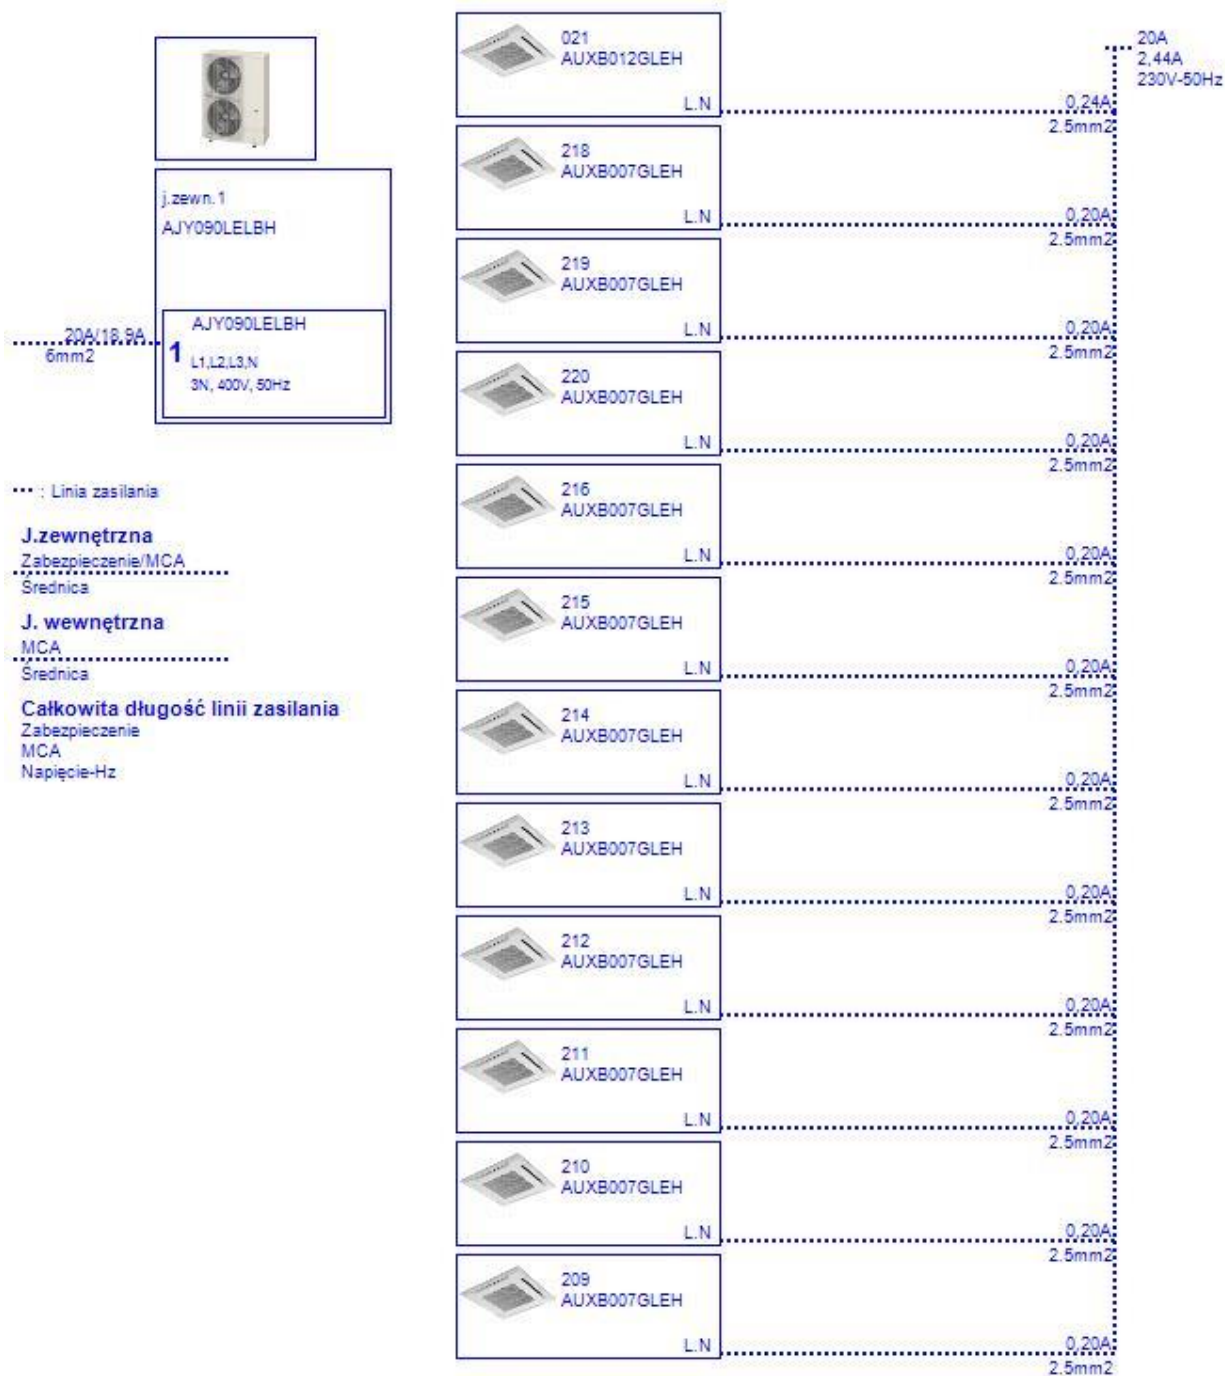 j.zewn.1
AJY090LELBH
20A/18,9A
6mm2
AJY090LELBH
1
L1,L2,L3,N
3N, 400V, 50Hz
: Linia zasilania
J.zewnętrzna
Zabezpieczenie/MCA
Średnica
J. wewnętrzna
MCA
Średnica
Całkowita długość linii zasilania
Zabezpieczenie
MCA
Napięcie-Hz
021
AUXB012GLEH
L.N
0,24A
2.5mm2
218
AUXB007GLEH
L.N
0,20A
2.5mm2
219
AUXB007GLEH
L.N
0,20A
2.5mm2
220
AUXB007GLEH
L.N
0,20A
2.5mm2
216
AUXB007GLEH
L.N
0,20A
2.5mm2
215
AUXB007GLEH
L.N
0,20A
2.5mm2
214
AUXB007GLEH
L.N
0,20A
2.5mm2
213
AUXB007GLEH
L.N
0,20A
2.5mm2
212
AUXB007GLEH
L.N
0,20A
2.5mm2
211
AUXB007GLEH
L.N
0,20A
2.5mm2
210
AUXB007GLEH
L.N
0,20A
2.5mm2
209
AUXB007GLEH
L.N
0,20A
2.5mm2
20A
2,44A
230V-50Hz